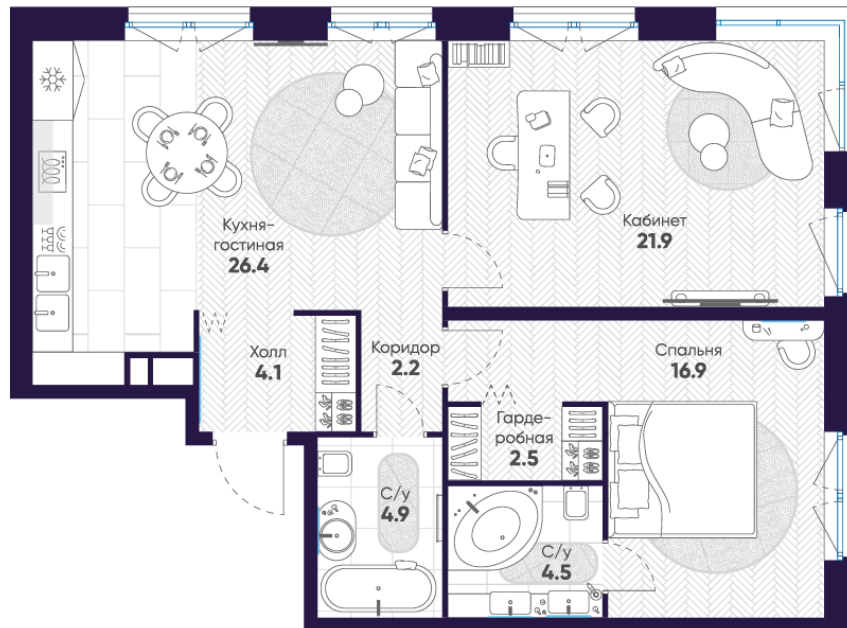 Кухня-
гостиная
26.4
Кабинет
21.9
Холл
4.1
Коридор
2.2
Спальня
16.9
Гарде-
робная
2.5
С/у
4.9
С/у
4.5